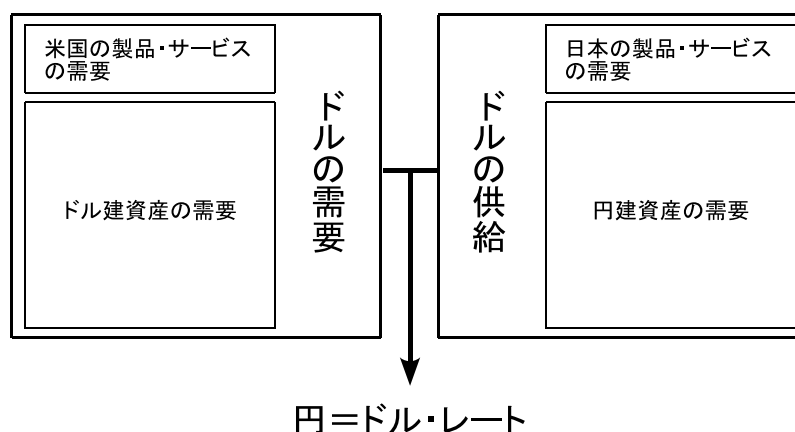 米国の製品・サービス
の需要
ドル建資産の需要
ドルの需要
ドルの供給
日本の製品・サービス
の需要
円建資産の需要
円＝ドル・レート